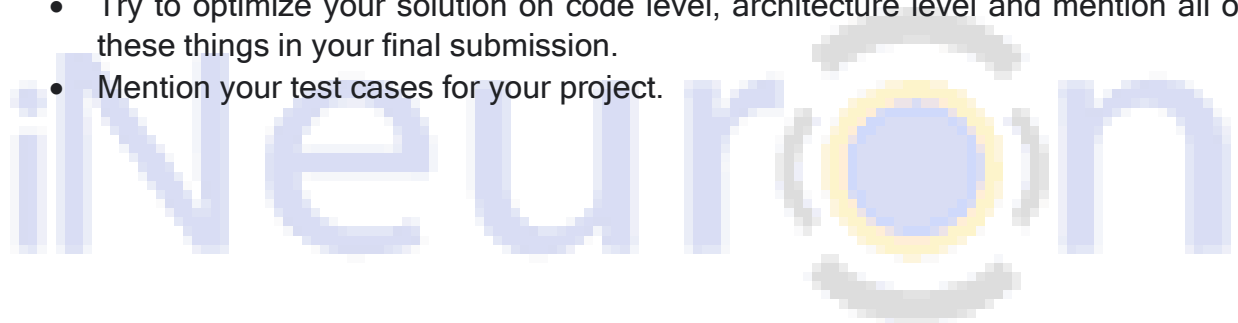 • Try to optimize your solution on code level, architecture level and mention all o
these things in your final submission.
• Mention your test cases for your project.
iNeuron